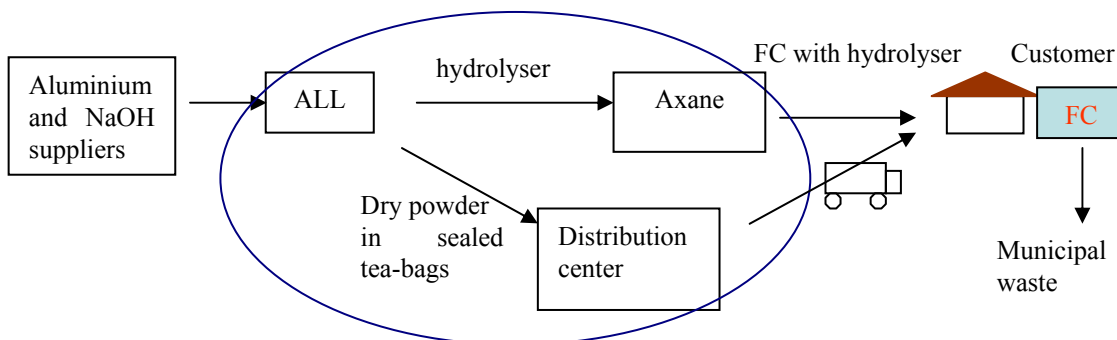 Aluminium
and NaOH
suppliers
ALL
hydrolyser
Axane
FC with hydrolyser
Customer
FC
Dry powder
in sealed
tea-bags
Distribution
center
Municipal
waste